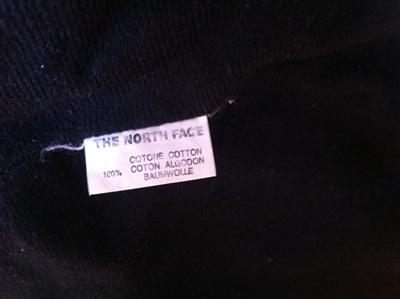 THE NORTH FACE
COTONE COTTON
100% COTON ALGODON
BAUMWOLLE